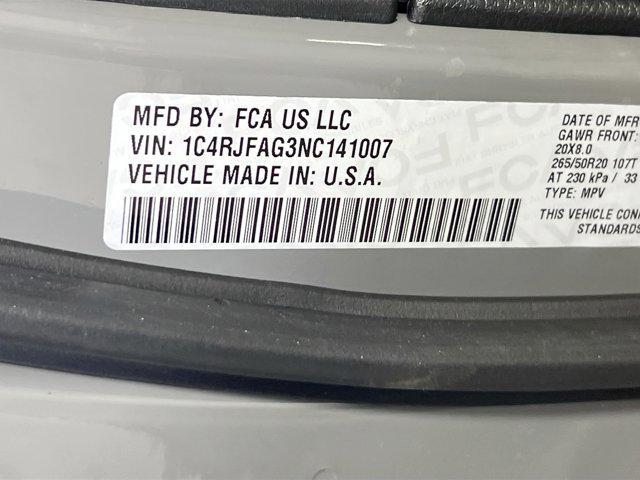 MFD BY: FCA US LLC
VIN: 1C4RJFAG3NC141007
VEHICLE MADE IN: U.S.A.
DATE OF MFR
GAWR FRONT:
20X8.0
265/50R20 107T
AT 230 kPa / 33
TYPE: MPV
THIS VEHICLE CON
STANDARDS